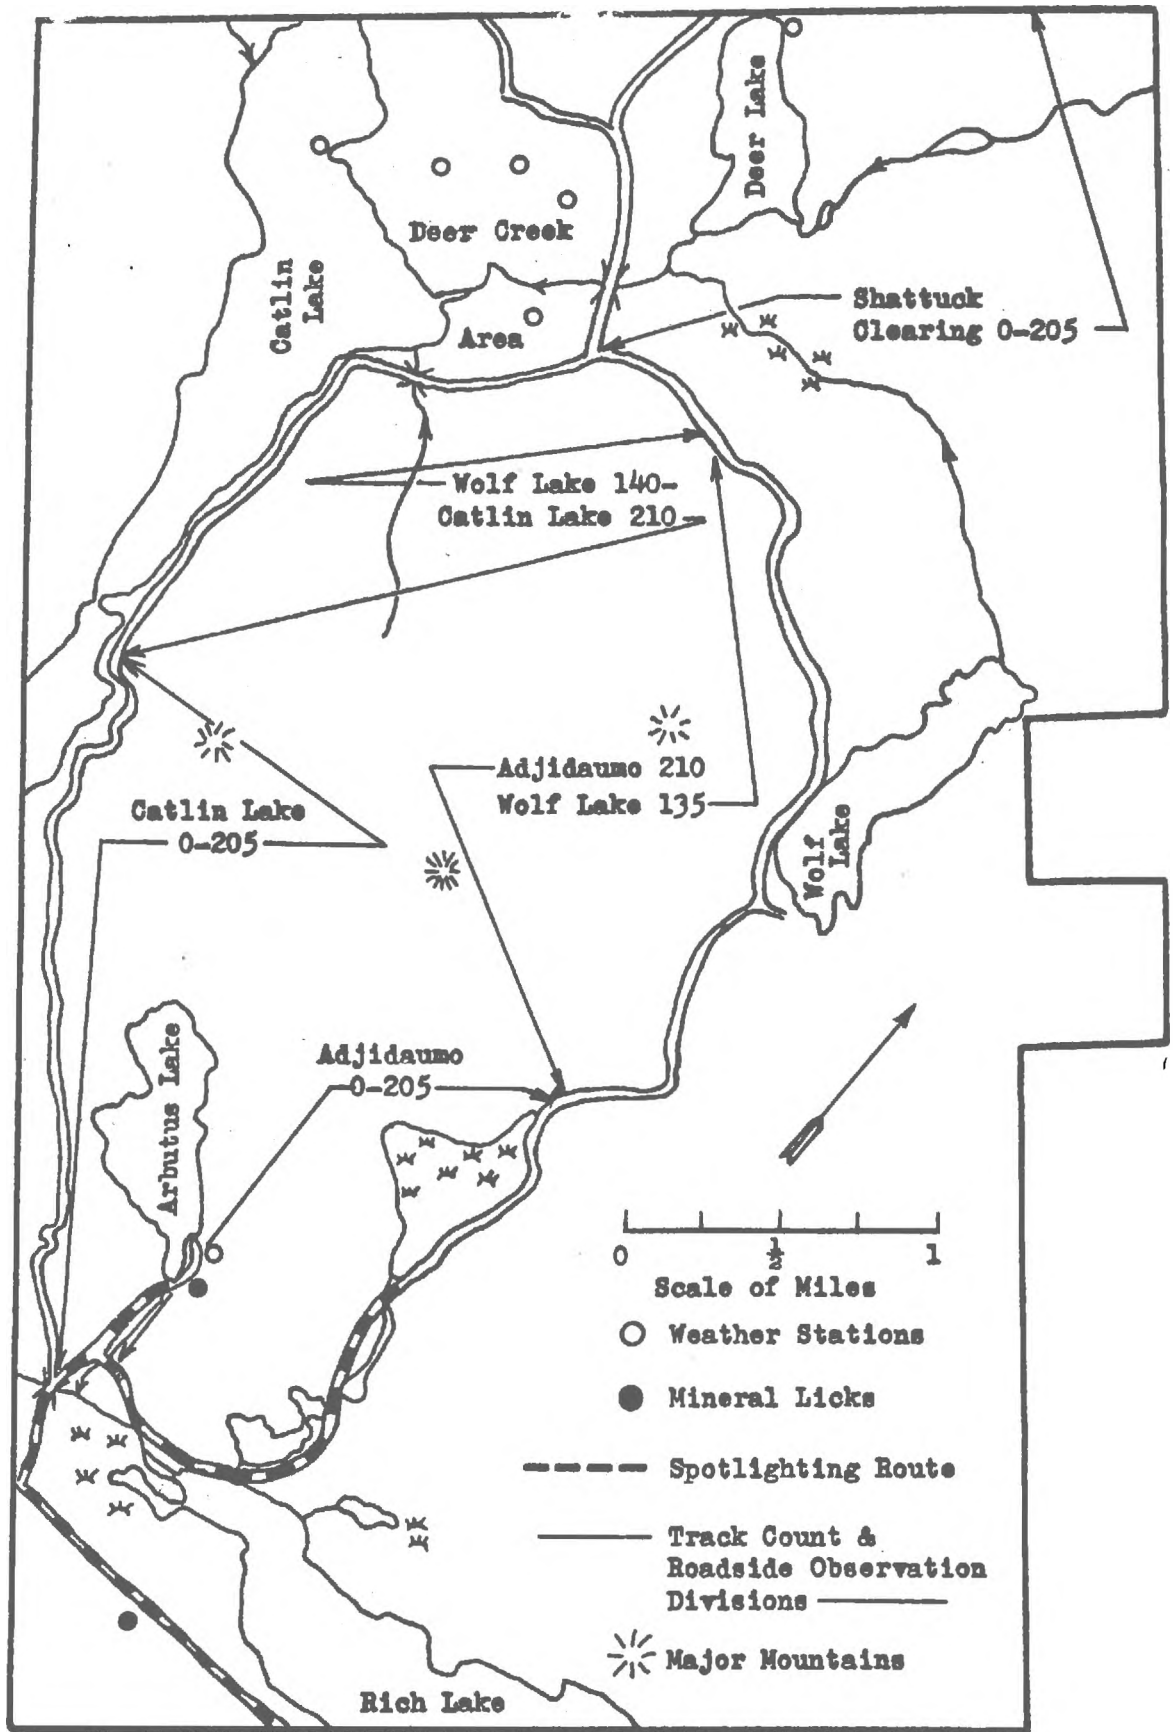 Deer Lake
Deer Creek
Catlin
Lake
Area
Shattuck
Clearing 0-205
Wolf Lake 140-
Catlin Lake 210
Adjidaumo 210
Wolf Lake 135
Catlin Lake
0-205
Wolf
Lake
Arbutus Lake
Adjidaumo
0-205
0 ½ 1
Scale of Miles
Weather Stations
Mineral Licks
Spotlighting Route
Track Count &
Roadside Observation
Divisions
Major Mountains
Rich Lake